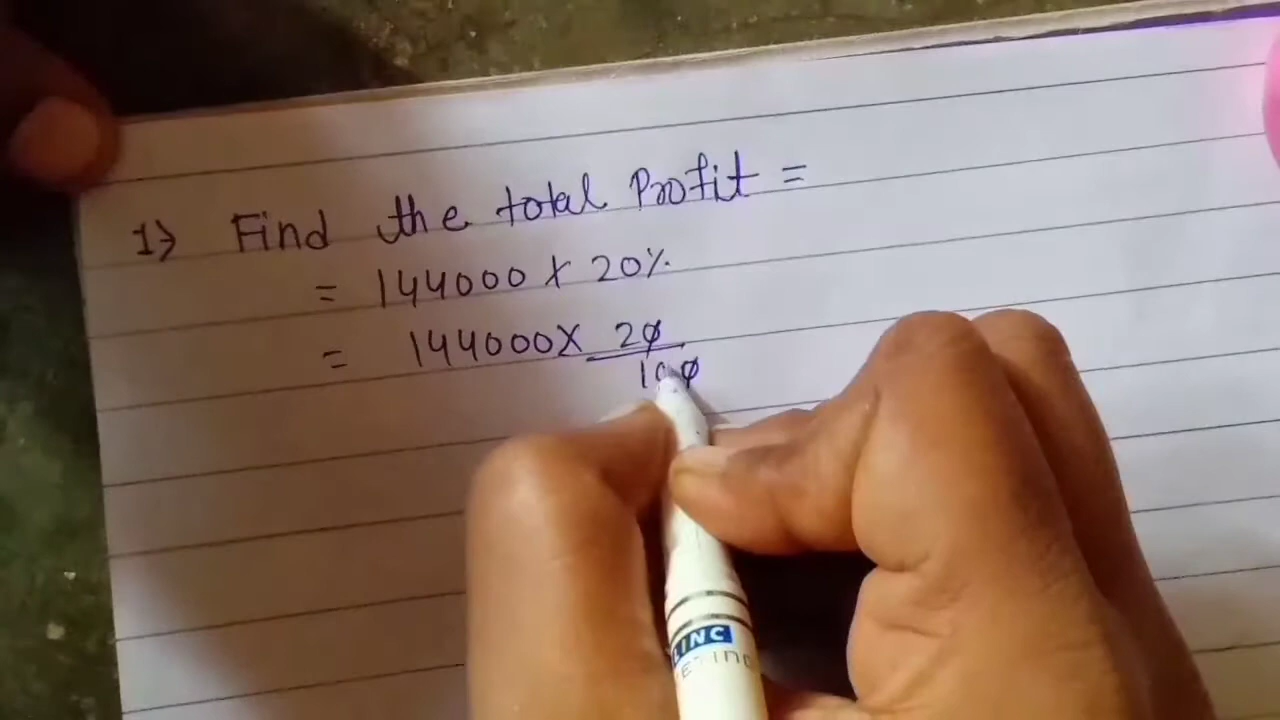 1) Find the total Profit =
= 144000 X 20%
= 144000 X 20
100
LINC